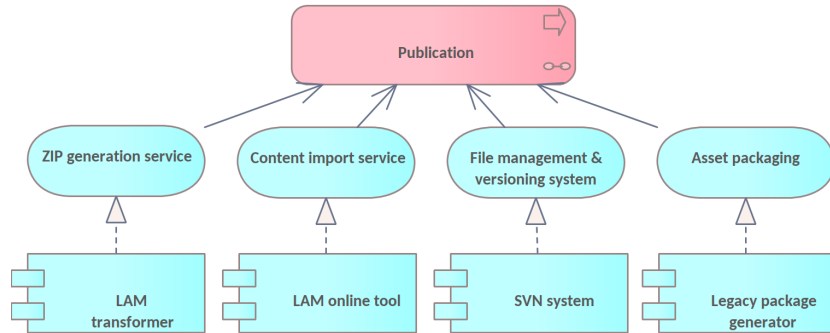 Publication
ZIP generation service
Content import service
File management &
versioning system
Asset packaging
LAM
transformer
LAM online tool
SVN system
Legacy package
generator